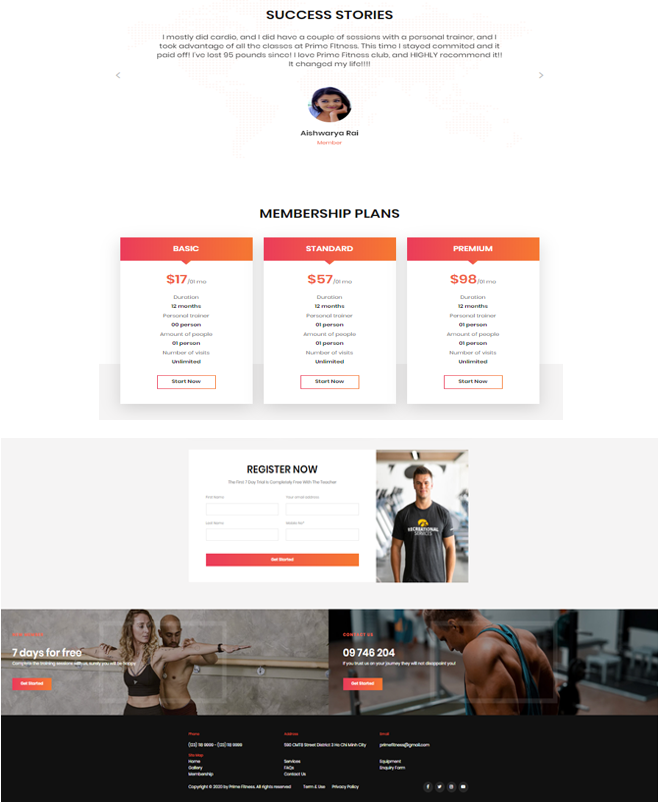 SUCCESS STORIES
I mostly did cardio, and I did have a couple of sessions with a personal trainer, and I
took advantage of all the classes at Prime Fitness. This time I stayed commited and it
paid off! I've lost 95 pounds since! I love Prime Fitness club, and HIGHLY recommend it!!
It changed my life!!!!
Aishwarya Rai
Member
MEMBERSHIP PLANS
BASIC
$17/01 mo
Duration
12 months
Personal trainer
00 person
Amount of people
01 person
Number of visits
Unlimited
Start Now
STANDARD
$57/01 mo
Duration
12 months
Personal trainer
01 person
Amount of people
01 person
Number of visits
Unlimited
Start Now
PREMIUM
$98/01 mo
Duration
12 months
Personal trainer
01 person
Amount of people
01 person
Number of visits
Unlimited
Start Now
REGISTER NOW
The First 7 Day Trial Is Completely Free With The Teacher
First Name
Your email address
Last Name
Mobile No*
Get Started
RECREATIONAL
SERVICES
7 days for free
Complete the training sessions with us, surely you will be happy
Get Started
CONTACT US
09 746 204
If you trust us on your journey they will not disappoint you!
Get Started
Phone
Address
Email
590 CMT8 Street District 3 Ho Chi Minh City
primefitness@gmail.com
Site Map
Home
Services
Equipment
Gallery
FAQs
Enquiry Form
Membership
Contact Us
Copyright © 2020 by Prime Fitness. All rights reserved
Term & Use
Privacy Policy